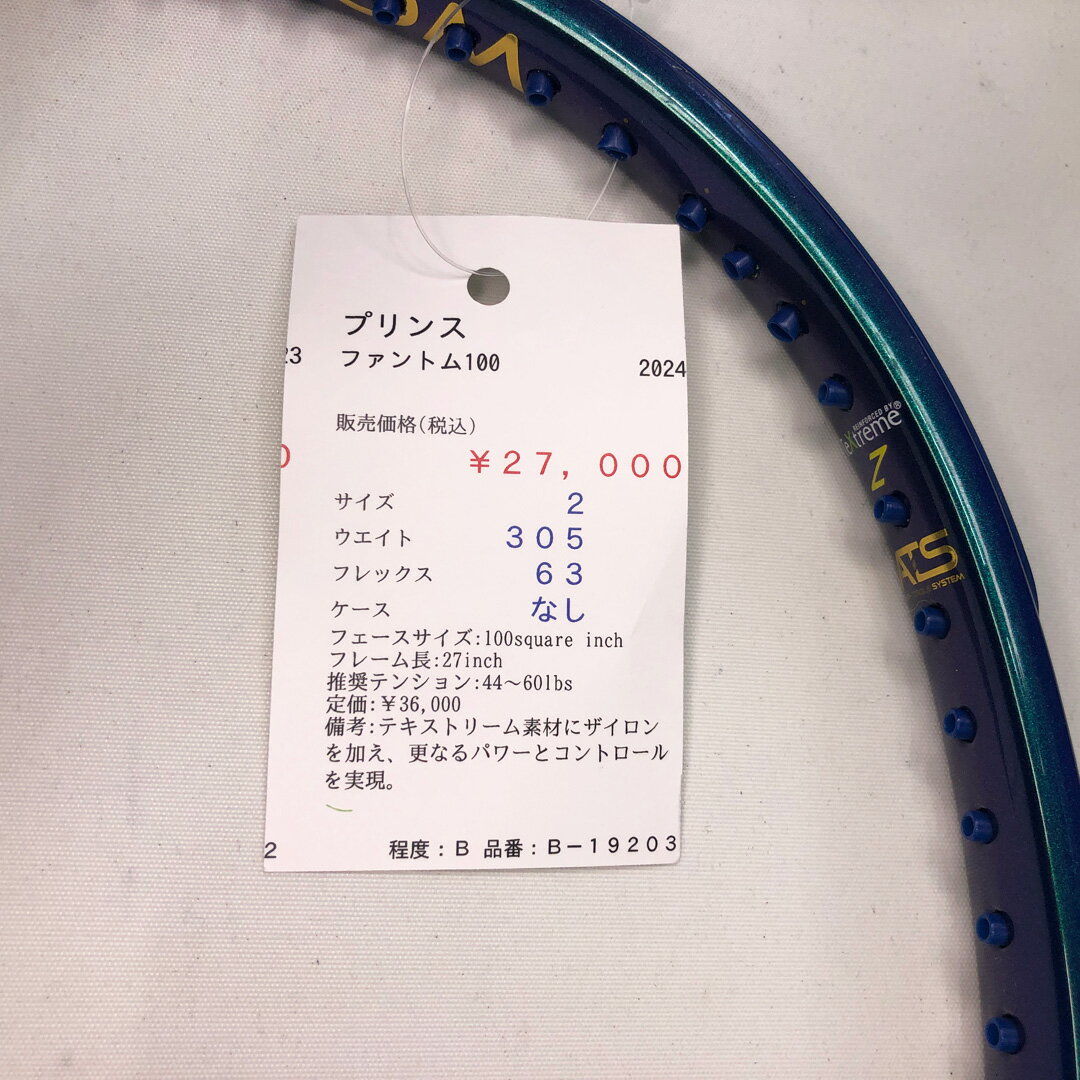 プリンス
ファントム100
23
2024
販売価格(税込)
0
￥２７，０００
サイズ ２
ウエイト ３０５
フレックス ６３
ケース なし
フェースサイズ:100square inch
フレーム長:27inch
推奨テンション:44～60lbs
定価:￥36,000
備考:テキストリーム素材にザイロン
を加え、更なるパワーとコントロール
を実現。
2
程度：Ｂ 品番：Ｂ－１９２０３
REINFORCED BY
TeXtreme®
Z
ATS
SYSTEM